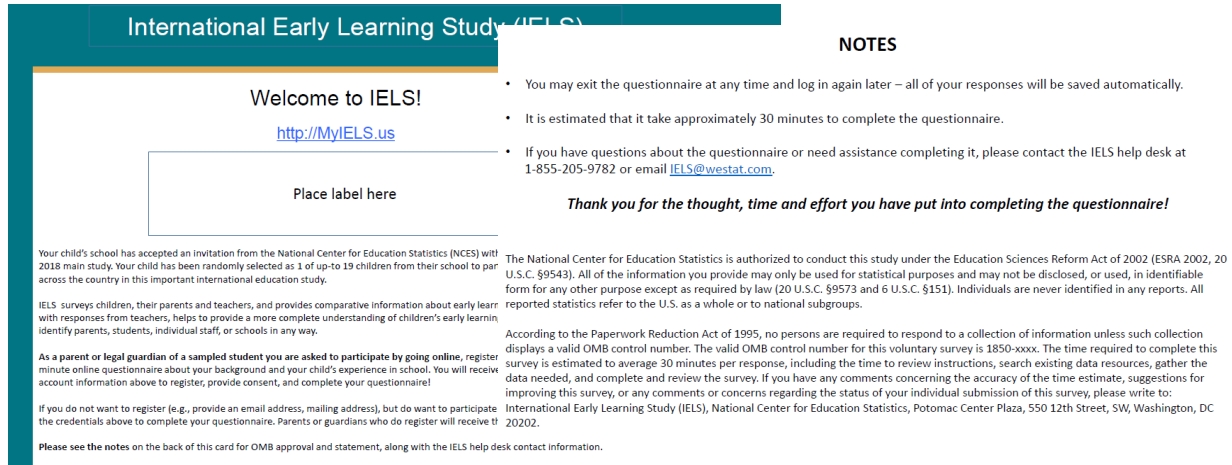 International Early Learning Study (IELS)
Welcome to IELS!
http://MyIELS.us
Place label here
Your child's school has accepted an invitation from the National Center for Education Statistics (NCES) with
2018 main study. Your child has been randomly selected as 1 of up-to 19 children from their school to par
across the country in this important international education study.
IELS surveys children, their parents and teachers, and provides comparative information about early learn
with responses from teachers, helps to provide a more complete understanding of children's early learnin
identify parents, students, individual staff, or schools in any way.
As a parent or legal guardian of a sampled student you are asked to participate by going online, register
minute online questionnaire about your background and your child's experience in school. You will receive
account information above to register, provide consent, and complete your questionnaire!
If you do not want to register (e.g., provide an email address, mailing address), but do want to participate
the credentials above to complete your questionnaire. Parents or guardians who do register will receive th
Please see the notes on the back of this card for OMB approval and statement, along with the IELS help desk contact information.
NOTES
• You may exit the questionnaire at any time and log in again later – all of your responses will be saved automatically.
• It is estimated that it take approximately 30 minutes to complete the questionnaire.
• If you have questions about the questionnaire or need assistance completing it, please contact the IELS help desk at
1-855-205-9782 or email IELS@westat.com.
Thank you for the thought, time and effort you have put into completing the questionnaire!
The National Center for Education Statistics is authorized to conduct this study under the Education Sciences Reform Act of 2002 (ESRA 2002, 20
U.S.C. §9543). All of the information you provide may only be used for statistical purposes and may not be disclosed, or used, in identifiable
form for any other purpose except as required by law (20 U.S.C. §9573 and 6 U.S.C. §151). Individuals are never identified in any reports. All
reported statistics refer to the U.S. as a whole or to national subgroups.
According to the Paperwork Reduction Act of 1995, no persons are required to respond to a collection of information unless such collection
displays a valid OMB control number. The valid OMB control number for this voluntary survey is 1850-xxxx. The time required to complete this
survey is estimated to average 30 minutes per response, including the time to review instructions, search existing data resources, gather the
data needed, and complete and review the survey. If you have any comments concerning the accuracy of the time estimate, suggestions for
improving this survey, or any comments or concerns regarding the status of your individual submission of this survey, please write to:
International Early Learning Study (IELS), National Center for Education Statistics, Potomac Center Plaza, 550 12th Street, SW, Washington, DC
20202.